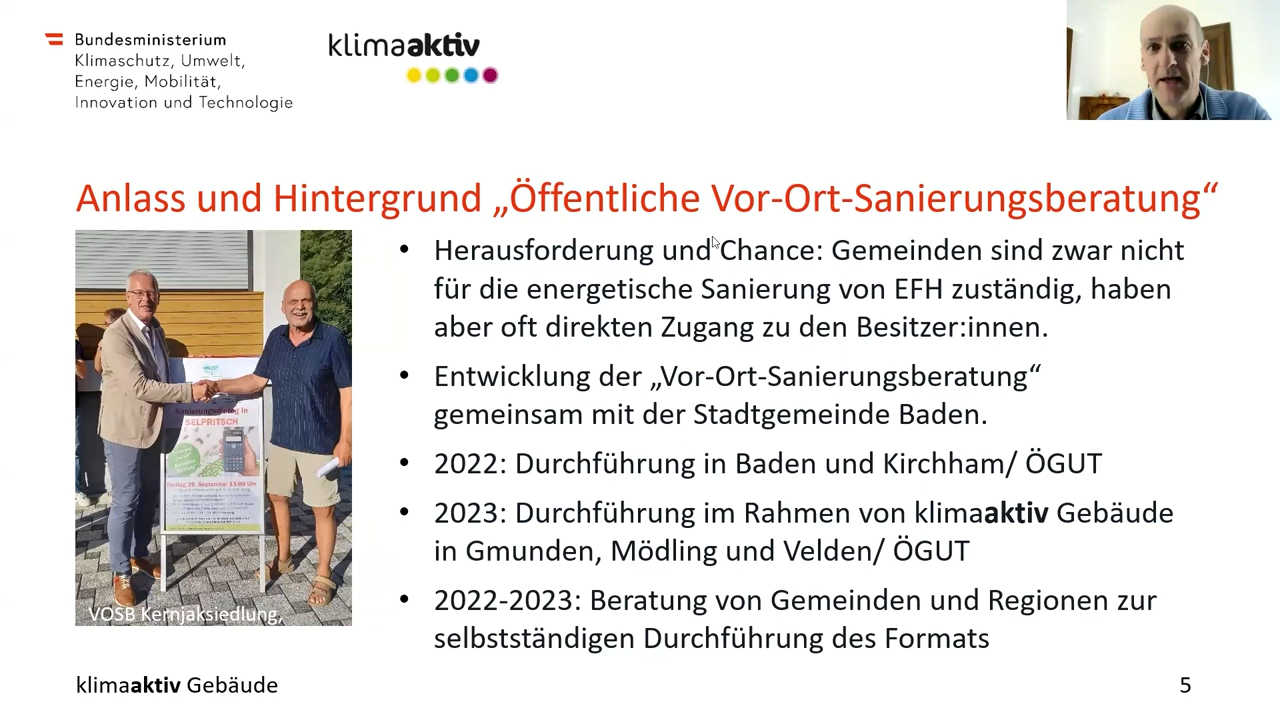 Bundesministerium
Klimaschutz, Umwelt,
Energie, Mobilität,
Innovation und Technologie
klimaaktiv
Anlass und Hintergrund „Öffentliche Vor-Ort-Sanierungsberatung“
• Herausforderung und Chance: Gemeinden sind zwar nicht
für die energetische Sanierung von EFH zuständig, haben
aber oft direkten Zugang zu den Besitzer:innen.
• Entwicklung der „Vor-Ort-Sanierungsberatung“
gemeinsam mit der Stadtgemeinde Baden.
• 2022: Durchführung in Baden und Kirchham/ ÖGUT
• 2023: Durchführung im Rahmen von klimaaktiv Gebäude
in Gmunden, Mödling und Velden/ ÖGUT
• 2022-2023: Beratung von Gemeinden und Regionen zur
selbstständigen Durchführung des Formats
SELPRITSCH
VOSB Kernjaksiedlung,
klimaaktiv Gebäude
5